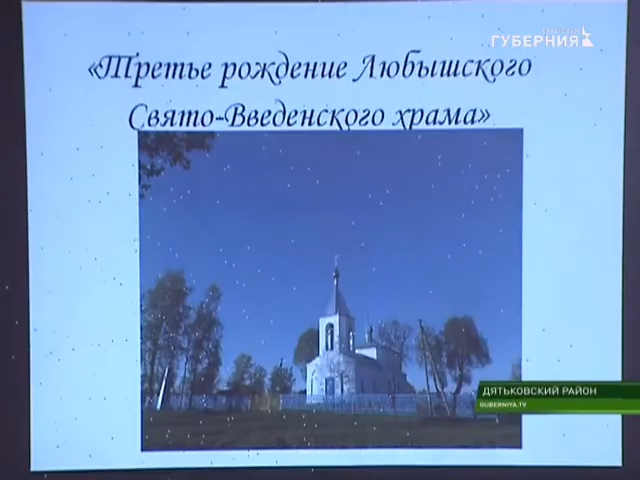 ГУБЕРНИЯ
«Третье рождение Любышского
Свято-Введенского храма»
ДЯТЬКОВСКИЙ РАЙОН
GUBERNIYA.TV